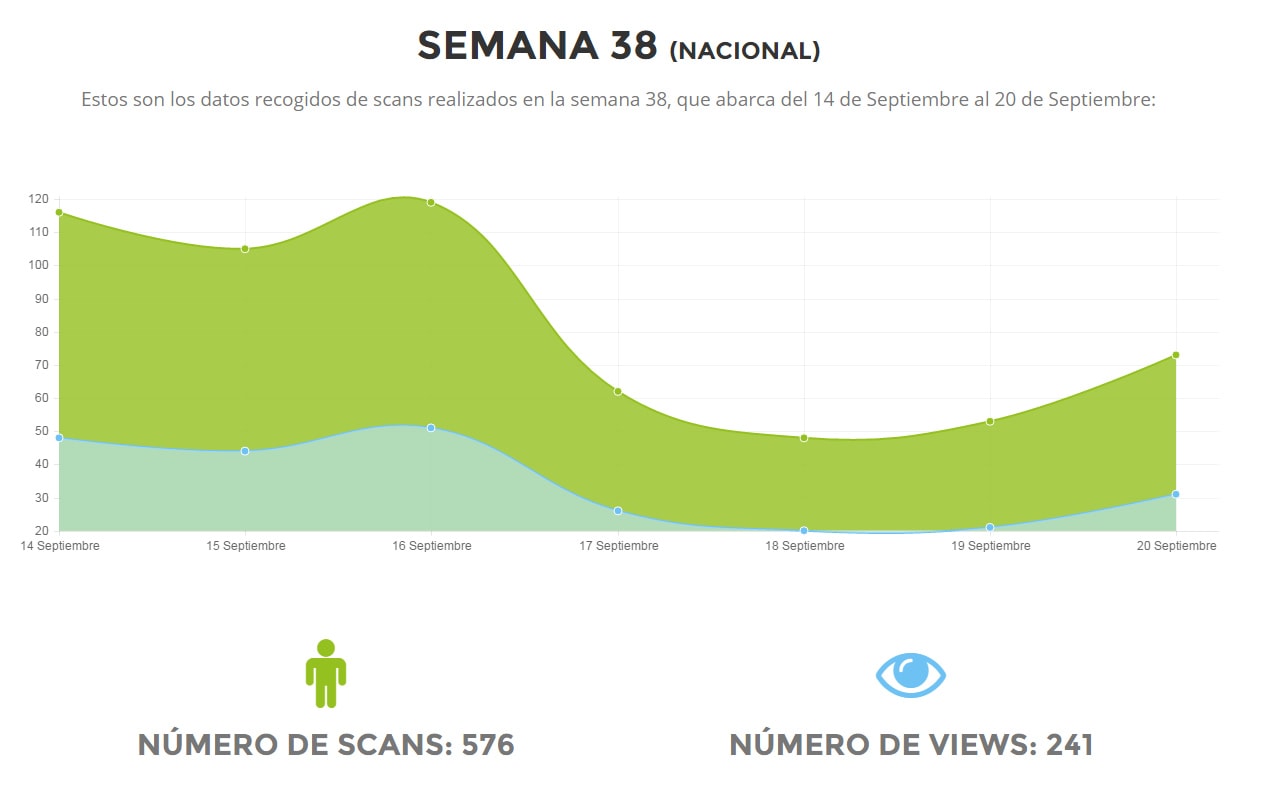 SEMANA 38 (NACIONAL)
Estos son los datos recogidos de scans realizados en la semana 38, que abarca del 14 de Septiembre al 20 de Septiembre:
120
110
100
90
80
70
60
50
40
30
20
14 Septiembre 15 Septiembre 16 Septiembre 17 Septiembre 18 Septiembre 19 Septiembre 20 Septiembre
NÚMERO DE SCANS: 576 NÚMERO DE VIEWS: 241